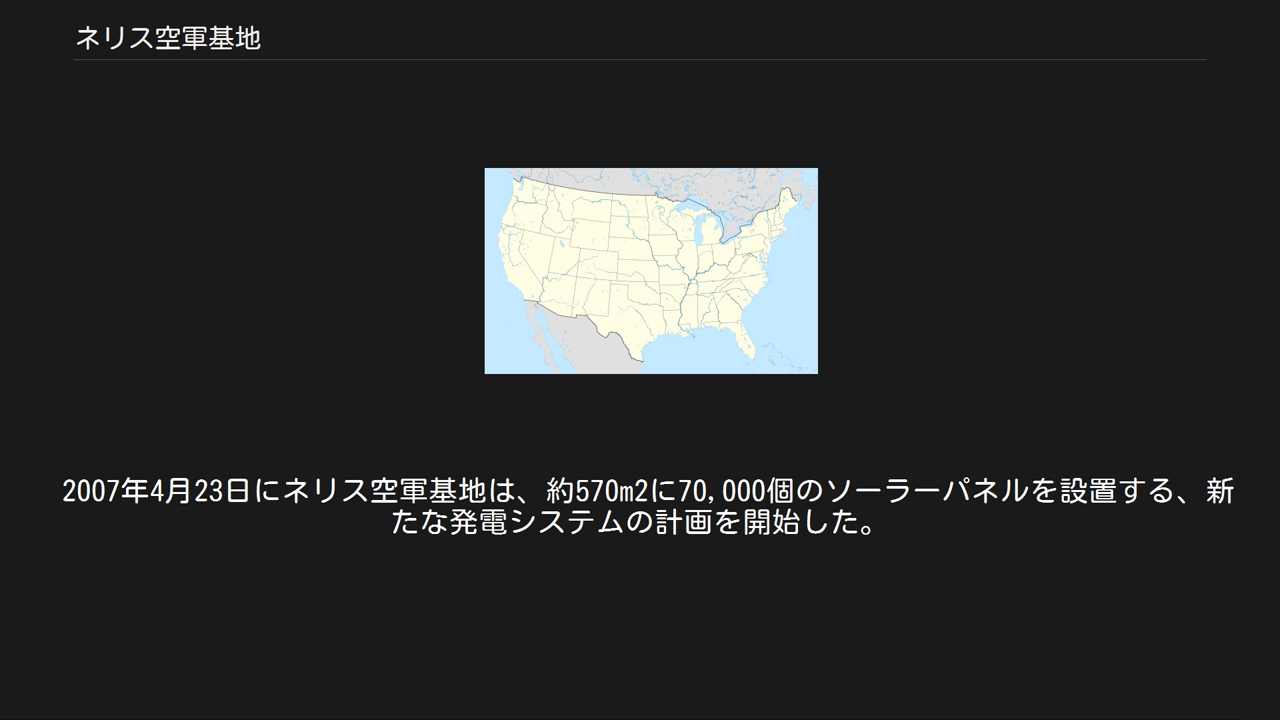 ネリス空軍基地
2007年4月23日にネリス空軍基地は、約570m2に70,000個のソーラーパネルを設置する、新
たな発電システムの計画を開始した。